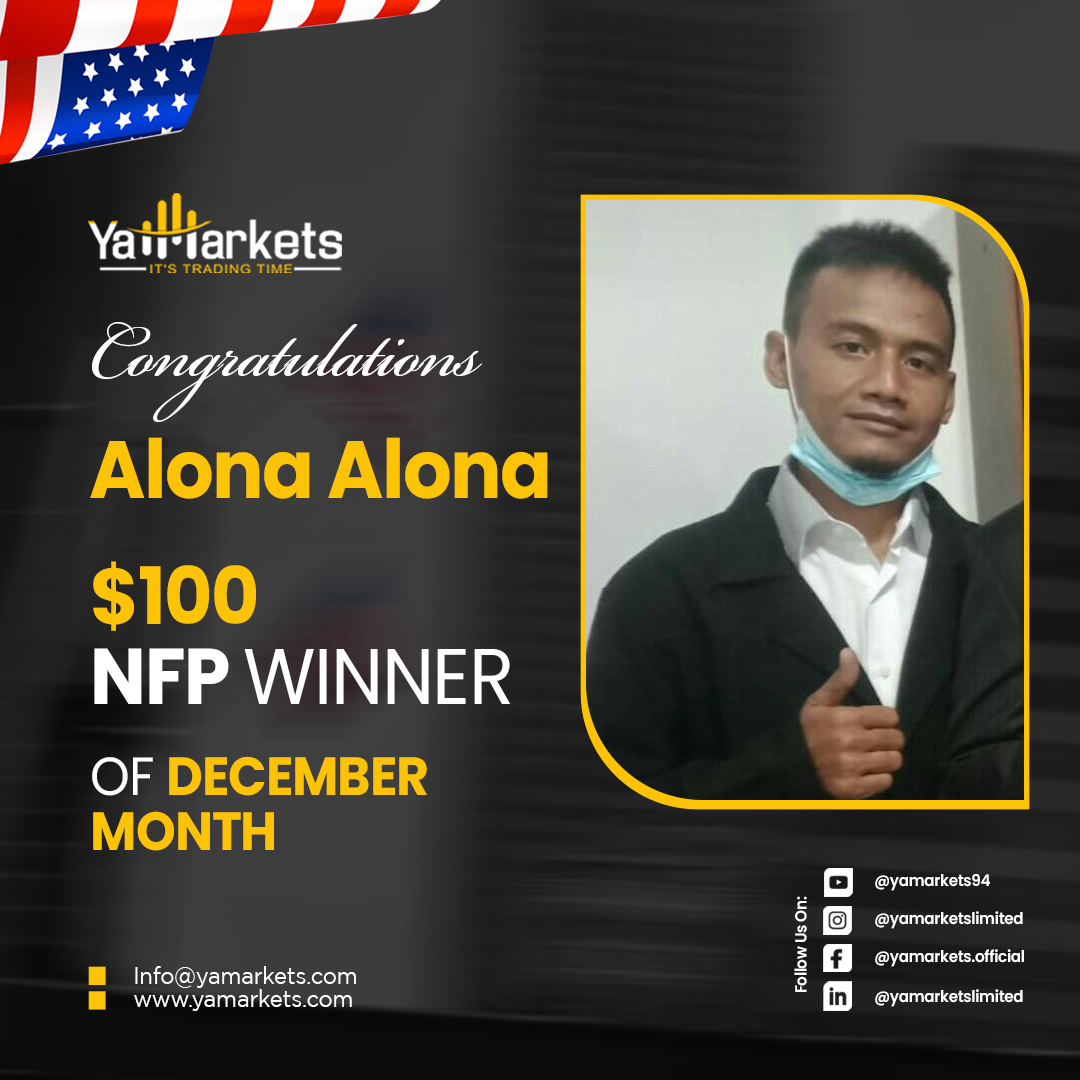 YaMarkets
IT'S TRADING TIME
Congratulations
Alona Alona
$100
NFP WINNER
OF DECEMBER
MONTH
Info@yamarkets.com
www.yamarkets.com
Follow Us On:
@yamarkets94
@yamarketslimited
@yamarkets.official
@yamarketslimited